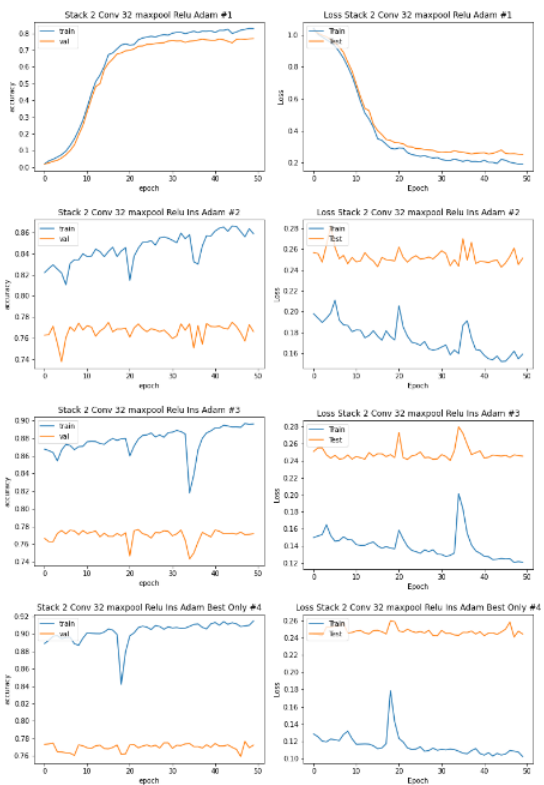 Stack 2 Conv 32 maxpool Relu Adam #1
train
val
accuracy
0.8
0.7
0.6
0.5
0.4
0.3
0.2
0.1
0.0
0 10 20 30 40 50
epoch
Loss Stack 2 Conv 32 maxpool Relu Adam #1
Train
Test
Loss
1.0
0.8
0.6
0.4
0.2
0 10 20 30 40 50
Epoch
Stack 2 Conv 32 maxpool Relu Ins Adam #2
train
val
accuracy
0.86
0.84
0.82
0.80
0.78
0.76
0.74
0 10 20 30 40 50
epoch
Loss Stack 2 Conv 32 maxpool Relu Ins Adam #2
Train
Test
Loss
0.28
0.26
0.24
0.22
0.20
0.18
0.16
0 10 20 30 40 50
Epoch
Stack 2 Conv 32 maxpool Relu Ins Adam #3
train
val
accuracy
0.90
0.88
0.86
0.84
0.82
0.80
0.78
0.76
0.74
0 10 20 30 40 50
epoch
Loss Stack 2 Conv 32 maxpool Relu Ins Adam #3
Train
Test
Loss
0.28
0.26
0.24
0.22
0.20
0.18
0.16
0.14
0.12
0 10 20 30 40 50
Epoch
Stack 2 Conv 32 maxpool Relu Ins Adam Best Only #4
train
val
accuracy
0.92
0.90
0.88
0.86
0.84
0.82
0.80
0.78
0.76
0 10 20 30 40 50
epoch
Loss Stack 2 Conv 32 maxpool Relu Ins Adam Best Only #4
Train
Test
Loss
0.26
0.24
0.22
0.20
0.18
0.16
0.14
0.12
0.10
0 10 20 30 40 50
Epoch